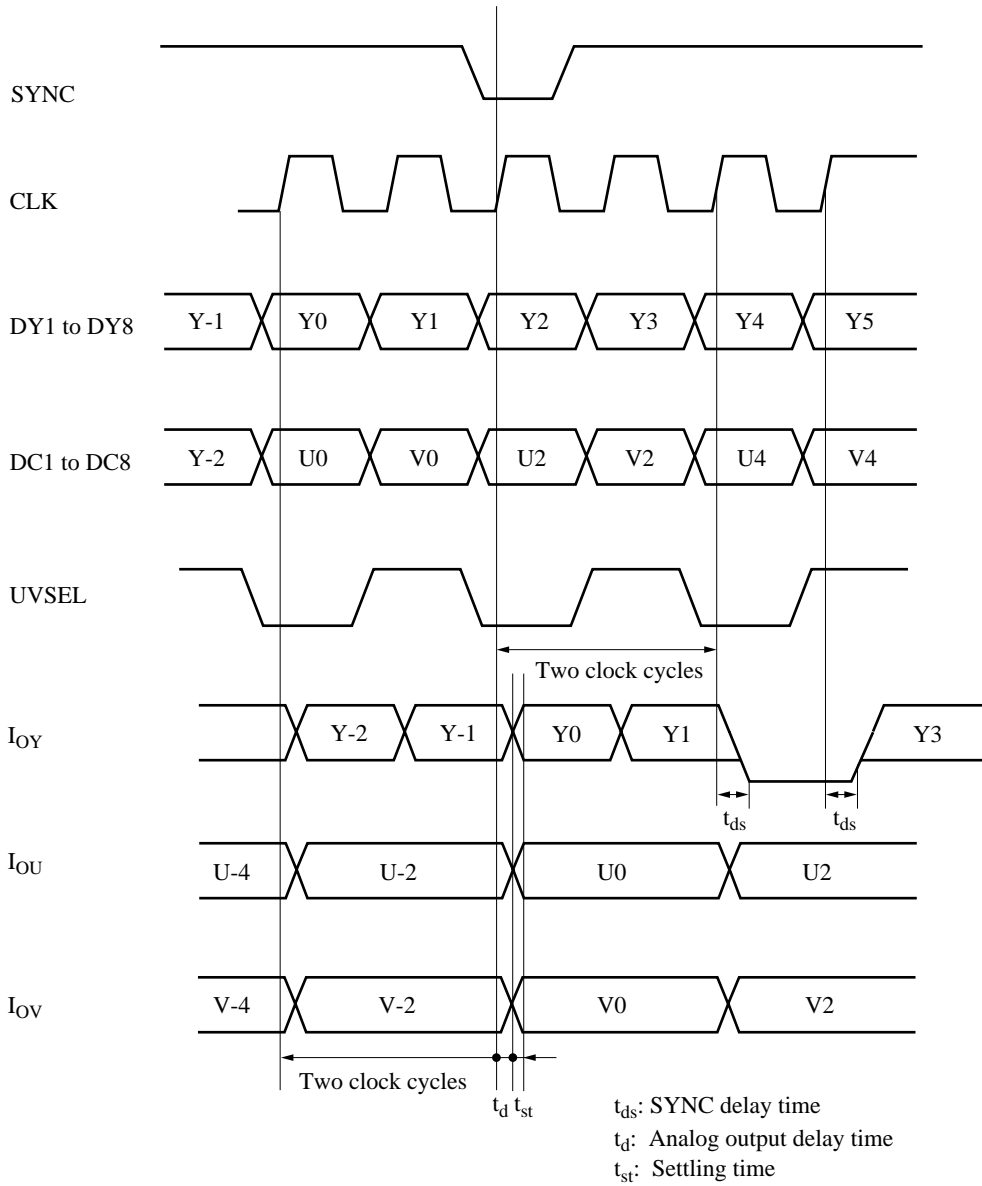 SYNC
CLK
DY1 to DY8 Y-1 Y0 Y1 Y2 Y3 Y4 Y5
DC1 to DC8 Y-2 U0 V0 U2 V2 U4 V4
UVSEL
Two clock cycles
IOY Y-2 Y-1 Y0 Y1 Y3
tds tds
IOU U-4 U-2 U0 U2
IOV V-4 V-2 V0 V2
Two clock cycles
td tst
tds: SYNC delay time
td: Analog output delay time
tst: Settling time